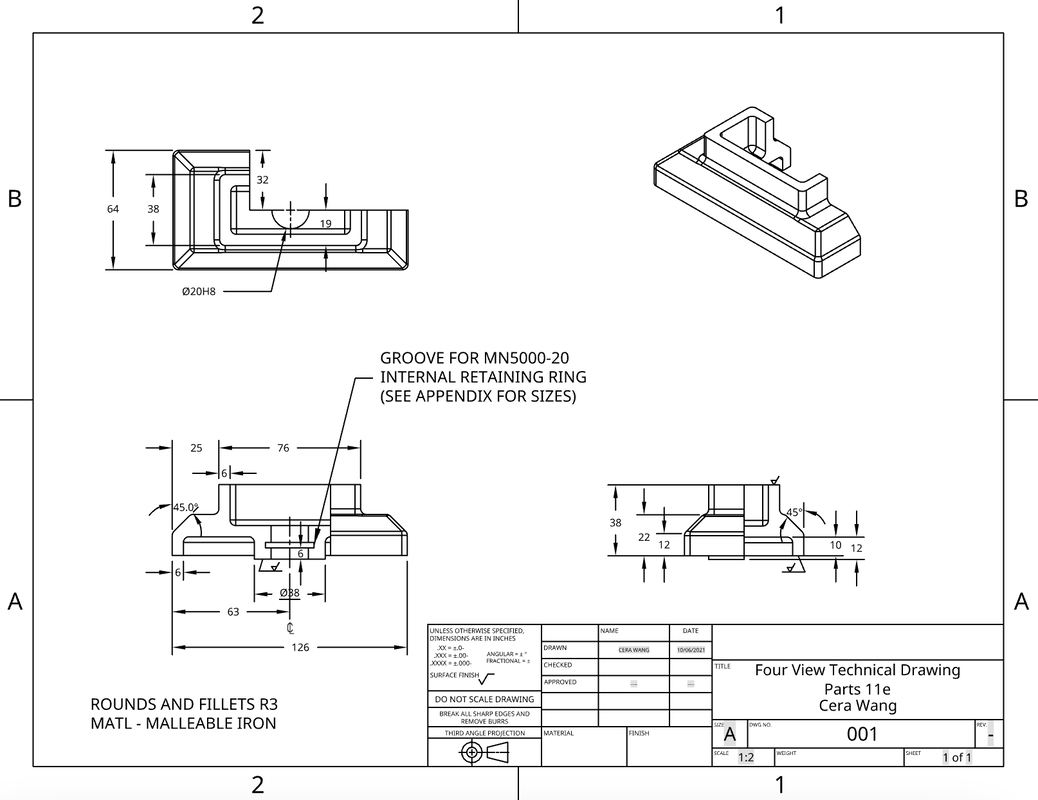 2
1
B
B
32
64
38
19
Ø20H8
GROOVE FOR MN5000-20
INTERNAL RETAINING RING
(SEE APPENDIX FOR SIZES)
25
76
6
45.0°
6
6
Ø38
63
℄
126
38
22
12
45°
10
12
A
A
ROUNDS AND FILLETS R3
MATL - MALLEABLE IRON
UNLESS OTHERWISE SPECIFIED,
DIMENSIONS ARE IN INCHES
.XX = ±.0-
.XXX = ±.00-
.XXXX = ±.000-
ANGULAR = ± °
FRACTIONAL = ±
SURFACE FINISH
DO NOT SCALE DRAWING
BREAK ALL SHARP EDGES AND
REMOVE BURRS
THIRD ANGLE PROJECTION
NAME
DATE
DRAWN
CERA WANG
10/06/2021
CHECKED
APPROVED
MATERIAL
FINISH
TITLE
Four View Technical Drawing
Parts 11e
Cera Wang
SIZE
A
DWG NO.
001
REV.
-
SCALE
1:2
WEIGHT
SHEET
1 of 1
2
1